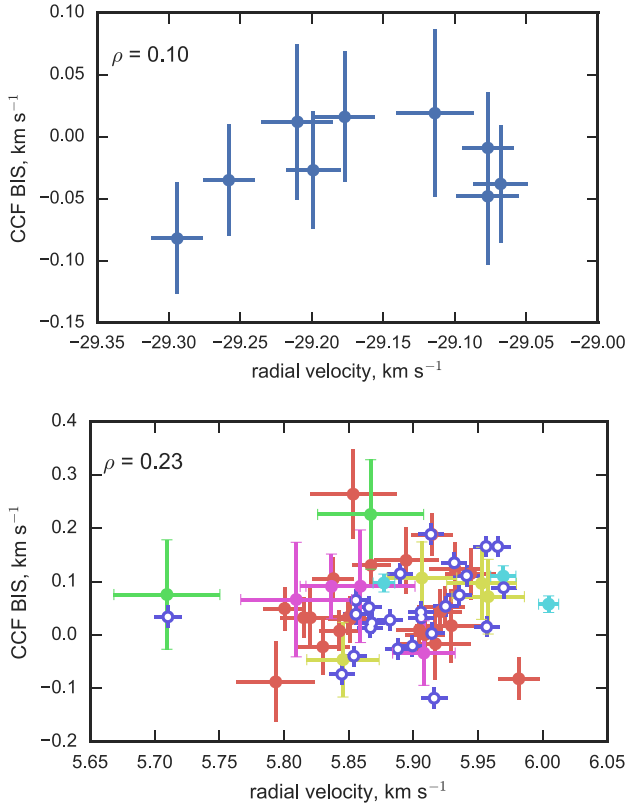 ρ = 0.10
CCF BIS, km s⁻¹
0.10
0.05
0.00
−0.05
−0.10
−0.15
−29.35 −29.30 −29.25 −29.20 −29.15 −29.10 −29.05 −29.00
radial velocity, km s⁻¹
ρ = 0.23
CCF BIS, km s⁻¹
0.4
0.3
0.2
0.1
0.0
−0.1
−0.2
5.65 5.70 5.75 5.80 5.85 5.90 5.95 6.00 6.05
radial velocity, km s⁻¹